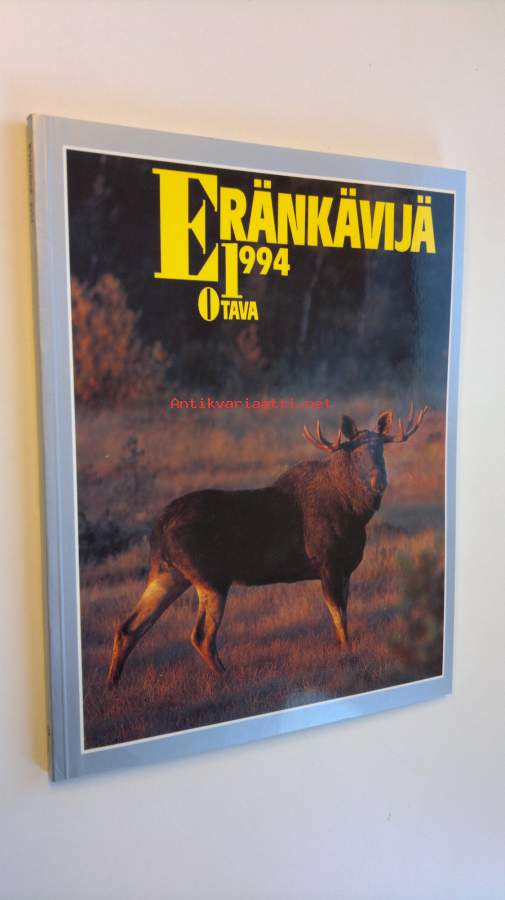 ERÄNKÄVIJÄ
1994
OTAVA
Antikvariaatti.net